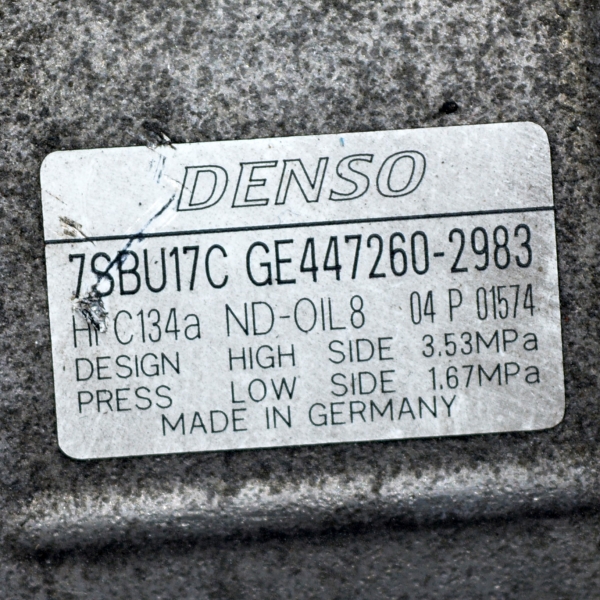 DENSO
7SBU17C GE447260-2983
HFC134a ND-OIL8 04 P 01574
DESIGN HIGH SIDE 3.53MPa
PRESS LOW SIDE 1.67MPa
MADE IN GERMANY